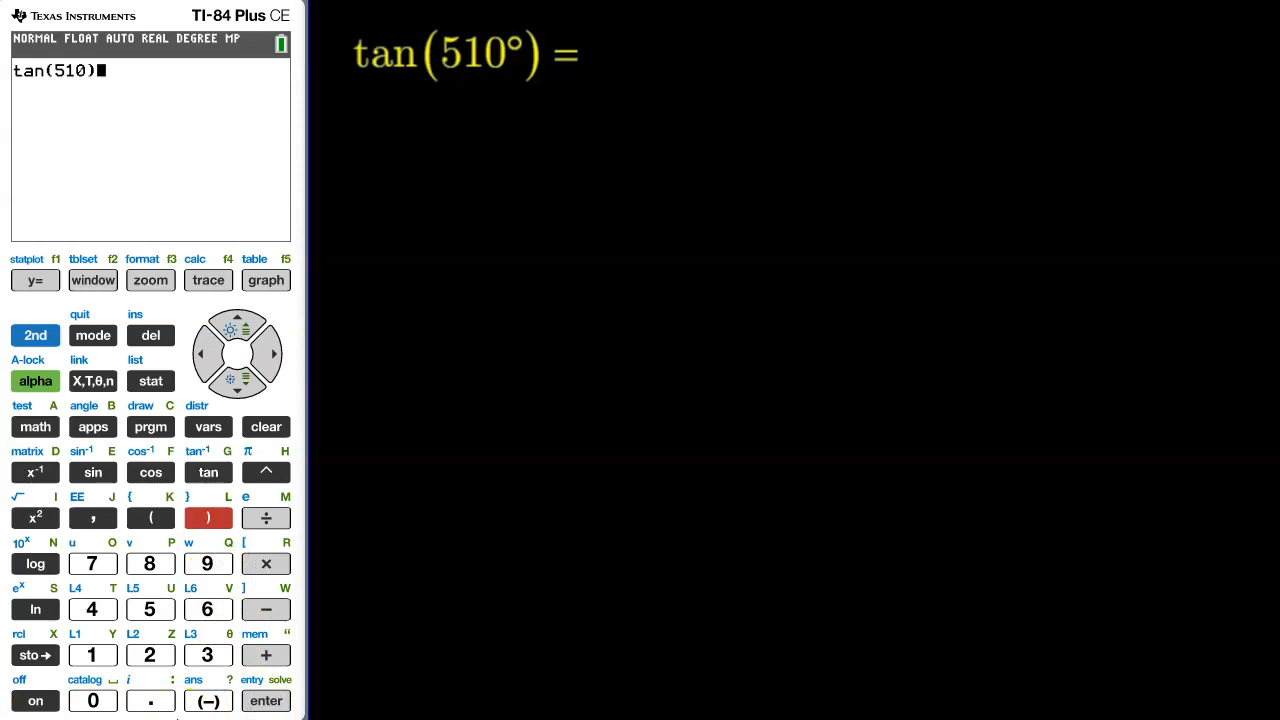 TEXAS INSTRUMENTS TI-84 Plus CE
NORMAL FLOAT AUTO REAL DEGREE MP
tan(510)
tan(510°) =
statplot f1 tblset f2 format f3 calc f4 table f5
y= window zoom trace graph
quit ins
2nd mode del
A-lock link list
alpha X,T,θ,n stat
test A angle B draw C distr
math apps prgm vars clear
matrix D sin⁻¹ E cos⁻¹ F tan⁻¹ G π H
x⁻¹ sin cos tan ^
√ I EE J { K } L e M
x² , ( ) ÷
10ˣ N u O v P w Q [ R
log 7 8 9 ×
eˣ S L4 T L5 U L6 V ] W
ln 4 5 6 −
rcl X L1 Y L2 Z L3 θ mem “
sto→ 1 2 3 +
off catalog ⎵ i : ans ? entry solve
on 0 . (−) enter